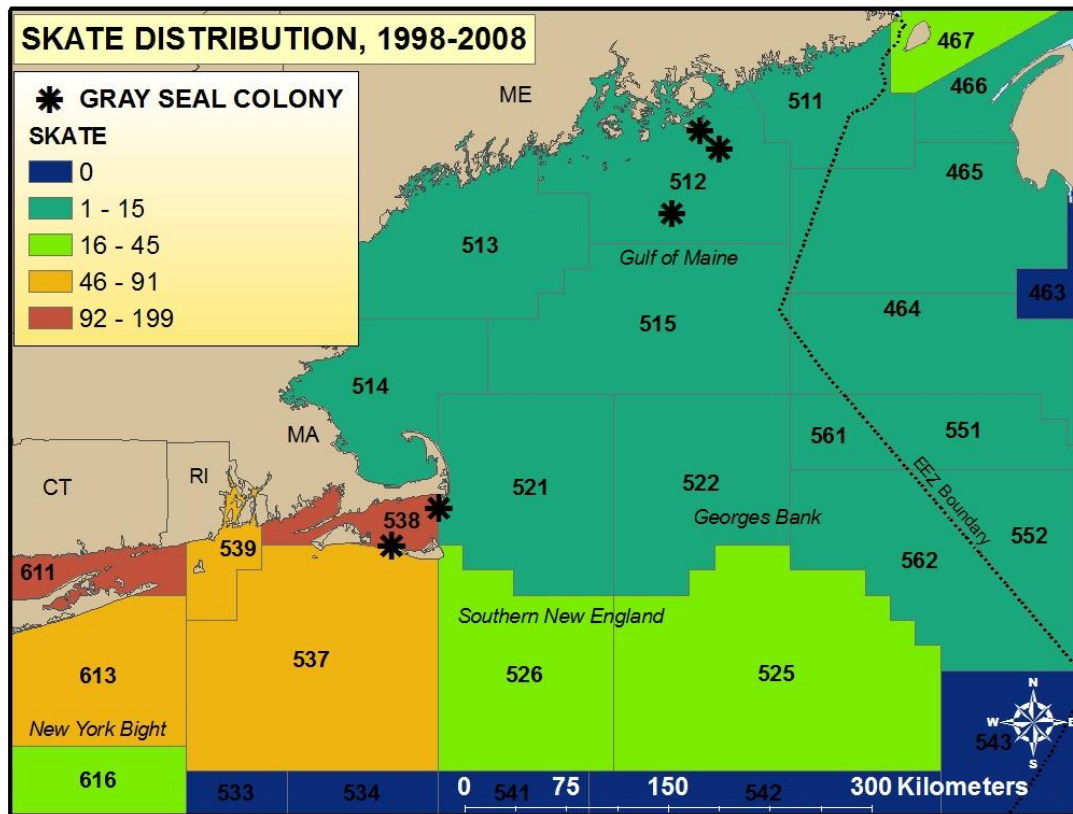 SKATE DISTRIBUTION, 1998-2008
GRAY SEAL COLONY
SKATE
0
1 - 15
16 - 45
46 - 91
92 - 199
ME
467
466
511
512
465
513
Gulf of Maine
463
464
515
514
MA
561
551
CT
RI
521
522
EEZ Boundary
538
Georges Bank
552
539
562
611
Southern New England
537
526
525
613
New York Bight
N
W E
S
543
616
533
534
541
542
0 75 150 300 Kilometers